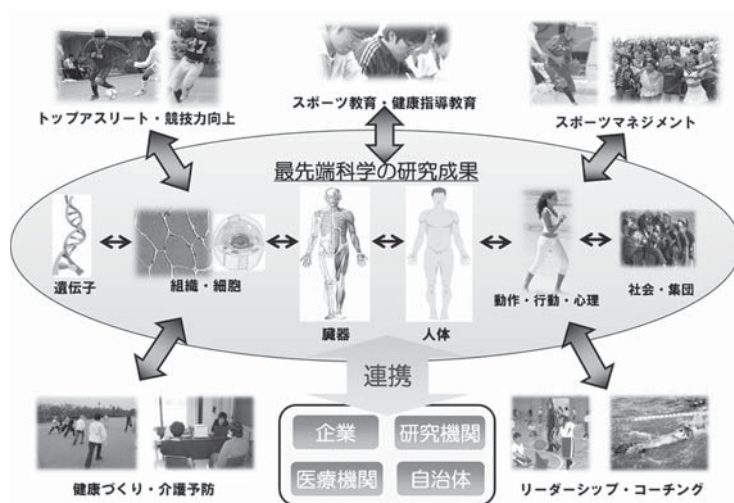 トップアスリート・競技力向上
スポーツ教育・健康指導教育
スポーツマネジメント
最先端科学の研究成果
遺伝子
組織・細胞
臓器
人体
動作・行動・心理
社会・集団
連携
企業
研究機関
医療機関
自治体
健康づくり・介護予防
リーダーシップ・コーチング